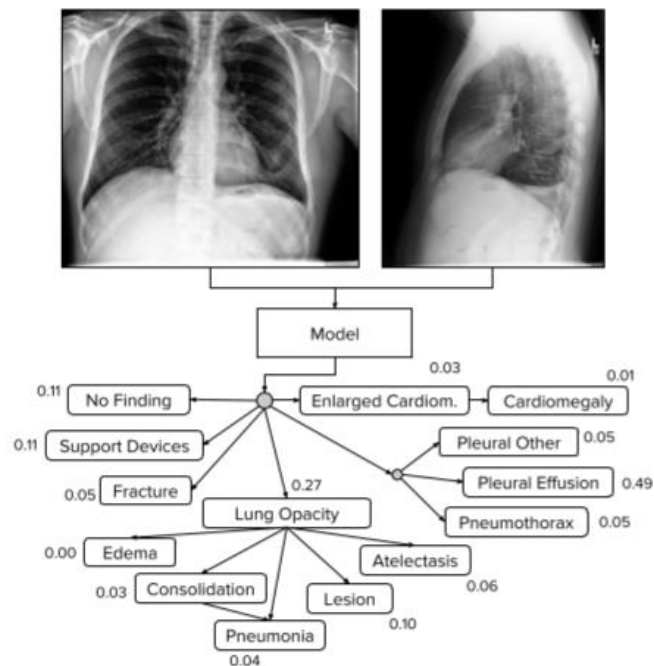 Model
0.03
0.01
0.11
No Finding
Enlarged Cardiom.
Cardiomegaly
0.11
Support Devices
Pleural Other
0.05
0.05
Fracture
0.27
Pleural Effusion
0.49
Lung Opacity
Pneumothorax
0.05
0.00
Edema
Atelectasis
0.03
Consolidation
Lesion
0.06
Pneumonia
0.10
0.04